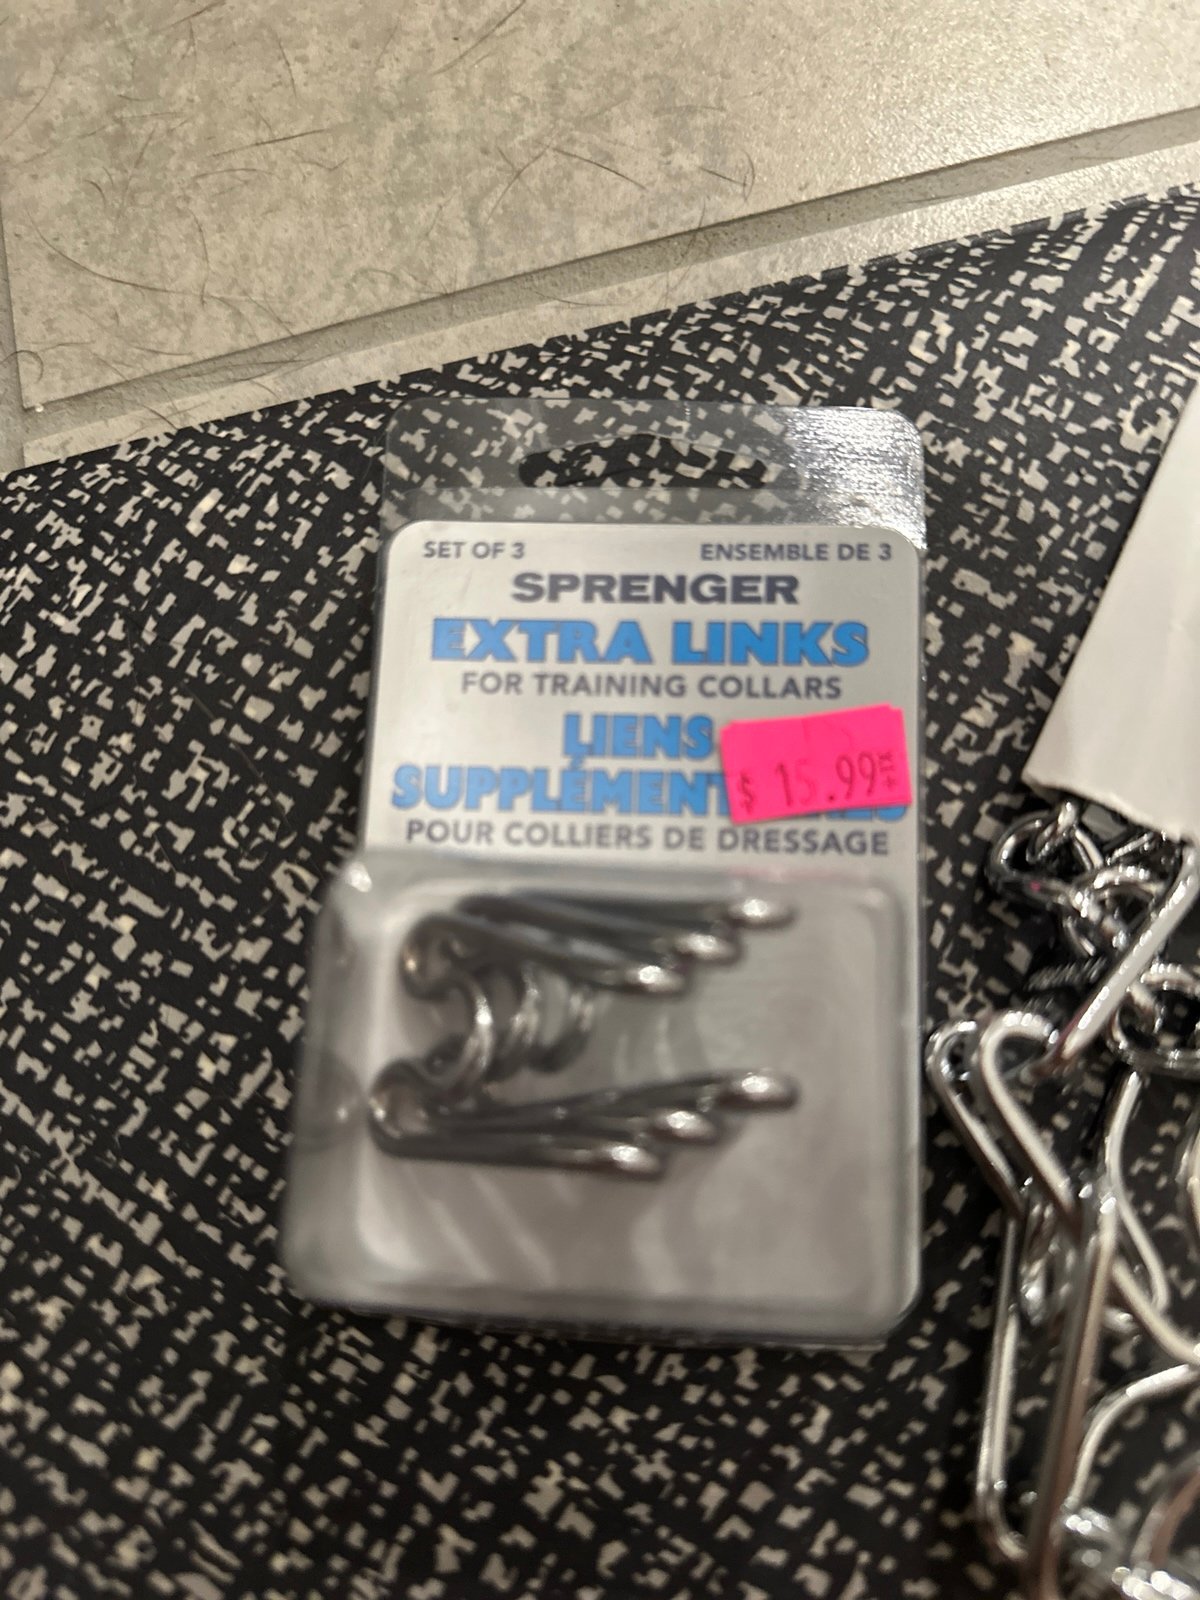 SET OF 3
ENSEMBLE DE 3
SPRENGER
EXTRA LINKS
FOR TRAINING COLLARS
LIENS
$ 15.99
POUR COLLIERS DE DRESSAGE